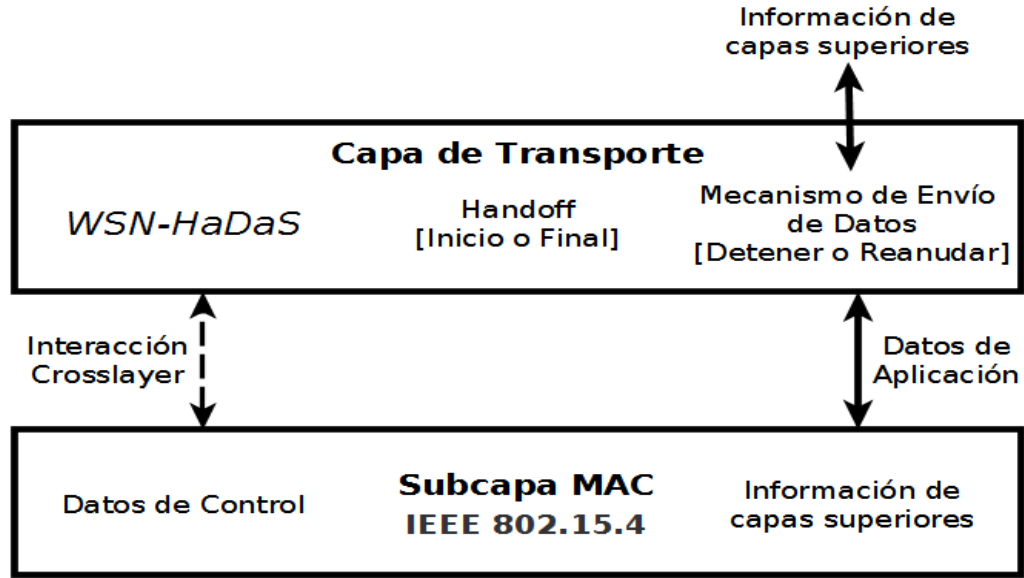 Información de
capas superiores
Capa de Transporte
WSN-HaDaS
Handoff
[Inicio o Final]
Mecanismo de Envío
de Datos
[Detener o Reanudar]
Interacción
Crosslayer
Datos de
Aplicación
Datos de Control
Subcapa MAC
IEEE 802.15.4
Información de
capas superiores